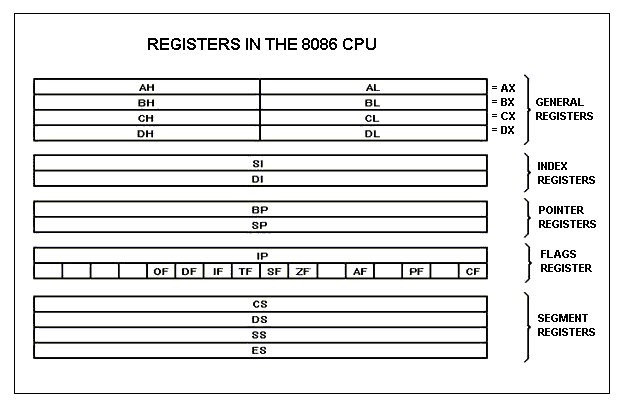 REGISTERS IN THE 8086 CPU
AH AL = AX
BH BL = BX
CH CL = CX
DH DL = DX
GENERAL
REGISTERS
SI
DI
INDEX
REGISTERS
BP
SP
POINTER
REGISTERS
IP
OF DF IF TF SF ZF AF PF CF
FLAGS
REGISTER
CS
DS
SS
ES
SEGMENT
REGISTERS